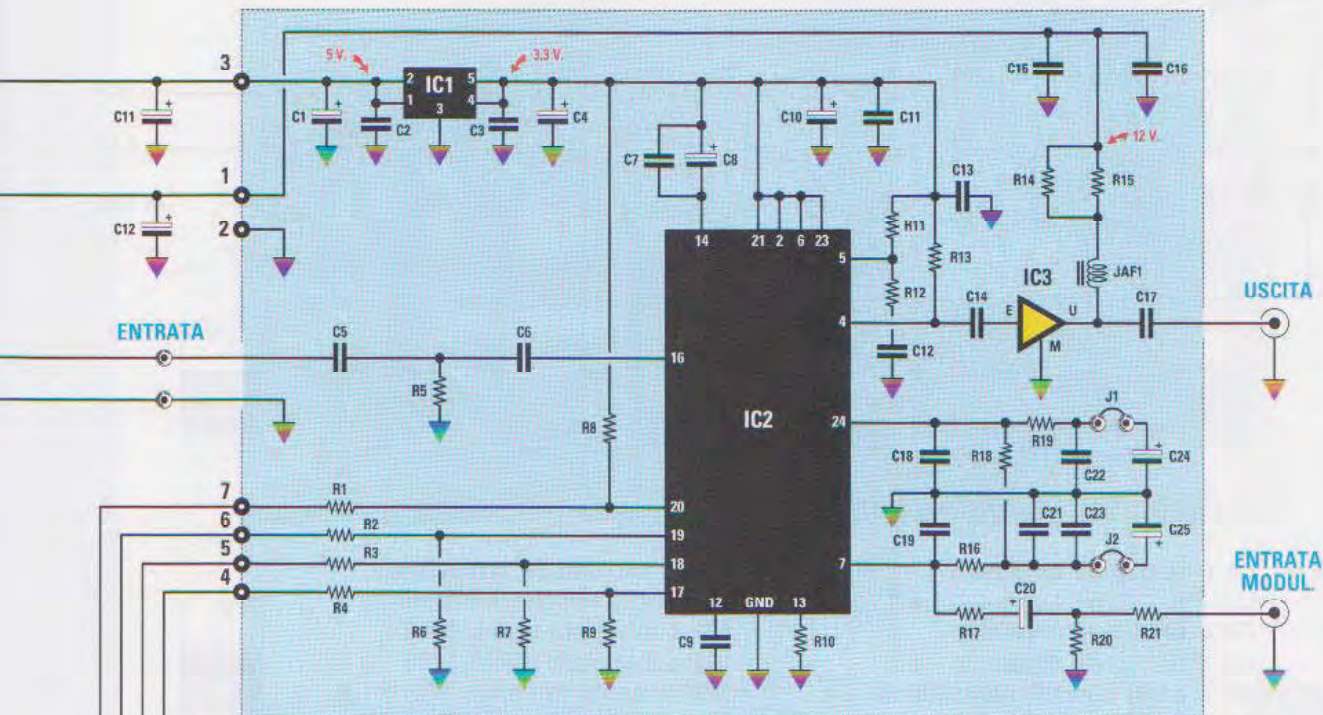 3
5 V.
3,3 V.
2
IC1
5
1
4
3
C11
C1
C2
C3
C4
C7
C8
C10
C11
C15
C16
12 V.
1
C12
2
C13
R14
R15
14
21
2
6
23
R11
5
R13
R12
IC3
JAF1
USCITA
C14
E
U
C17
4
M
ENTRATA
C5
C6
C12
R5
16
R8
IC2
J1
24
R19
C18
R18
C22
C24
7
R1
20
6
R2
19
5
R3
18
4
R4
17
C21
C23
C19
C25
J2
R16
7
ENTRATA
MODUL.
C20
R17
R20
R21
12
GND
13
R6
R7
R9
C9
R10